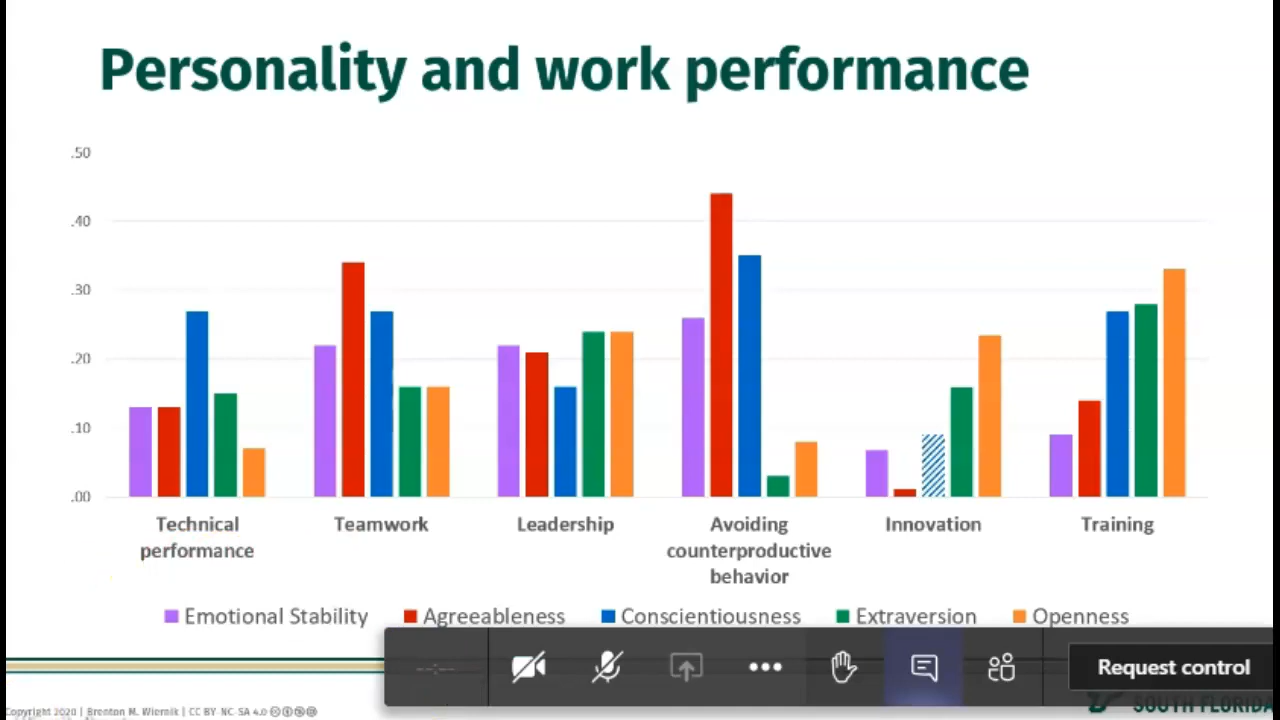 Personality and work performance
.50
.40
.30
.20
.10
.00
Technical performance
Teamwork
Leadership
Avoiding counterproductive behavior
Innovation
Training
Emotional Stability
Agreeableness
Conscientiousness
Extraversion
Openness
Request control
Copyright 2020 | Brenton M. Wiernik | CC BY-NC-SA 4.0
SOUTH FLORIDA